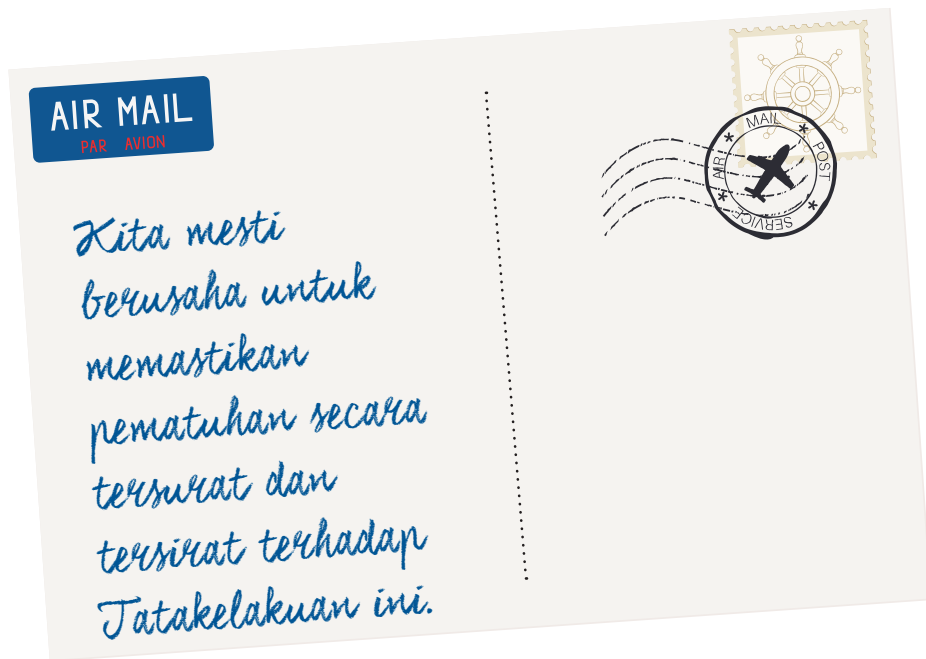 AIR MAIL
PAR AVION
Kita mesti
berusaha untuk
memastikan
pematuhan secara
tersurat dan
tersirat terhadap
Tatakelakuan ini.
AIR MAIL POST SERVICE